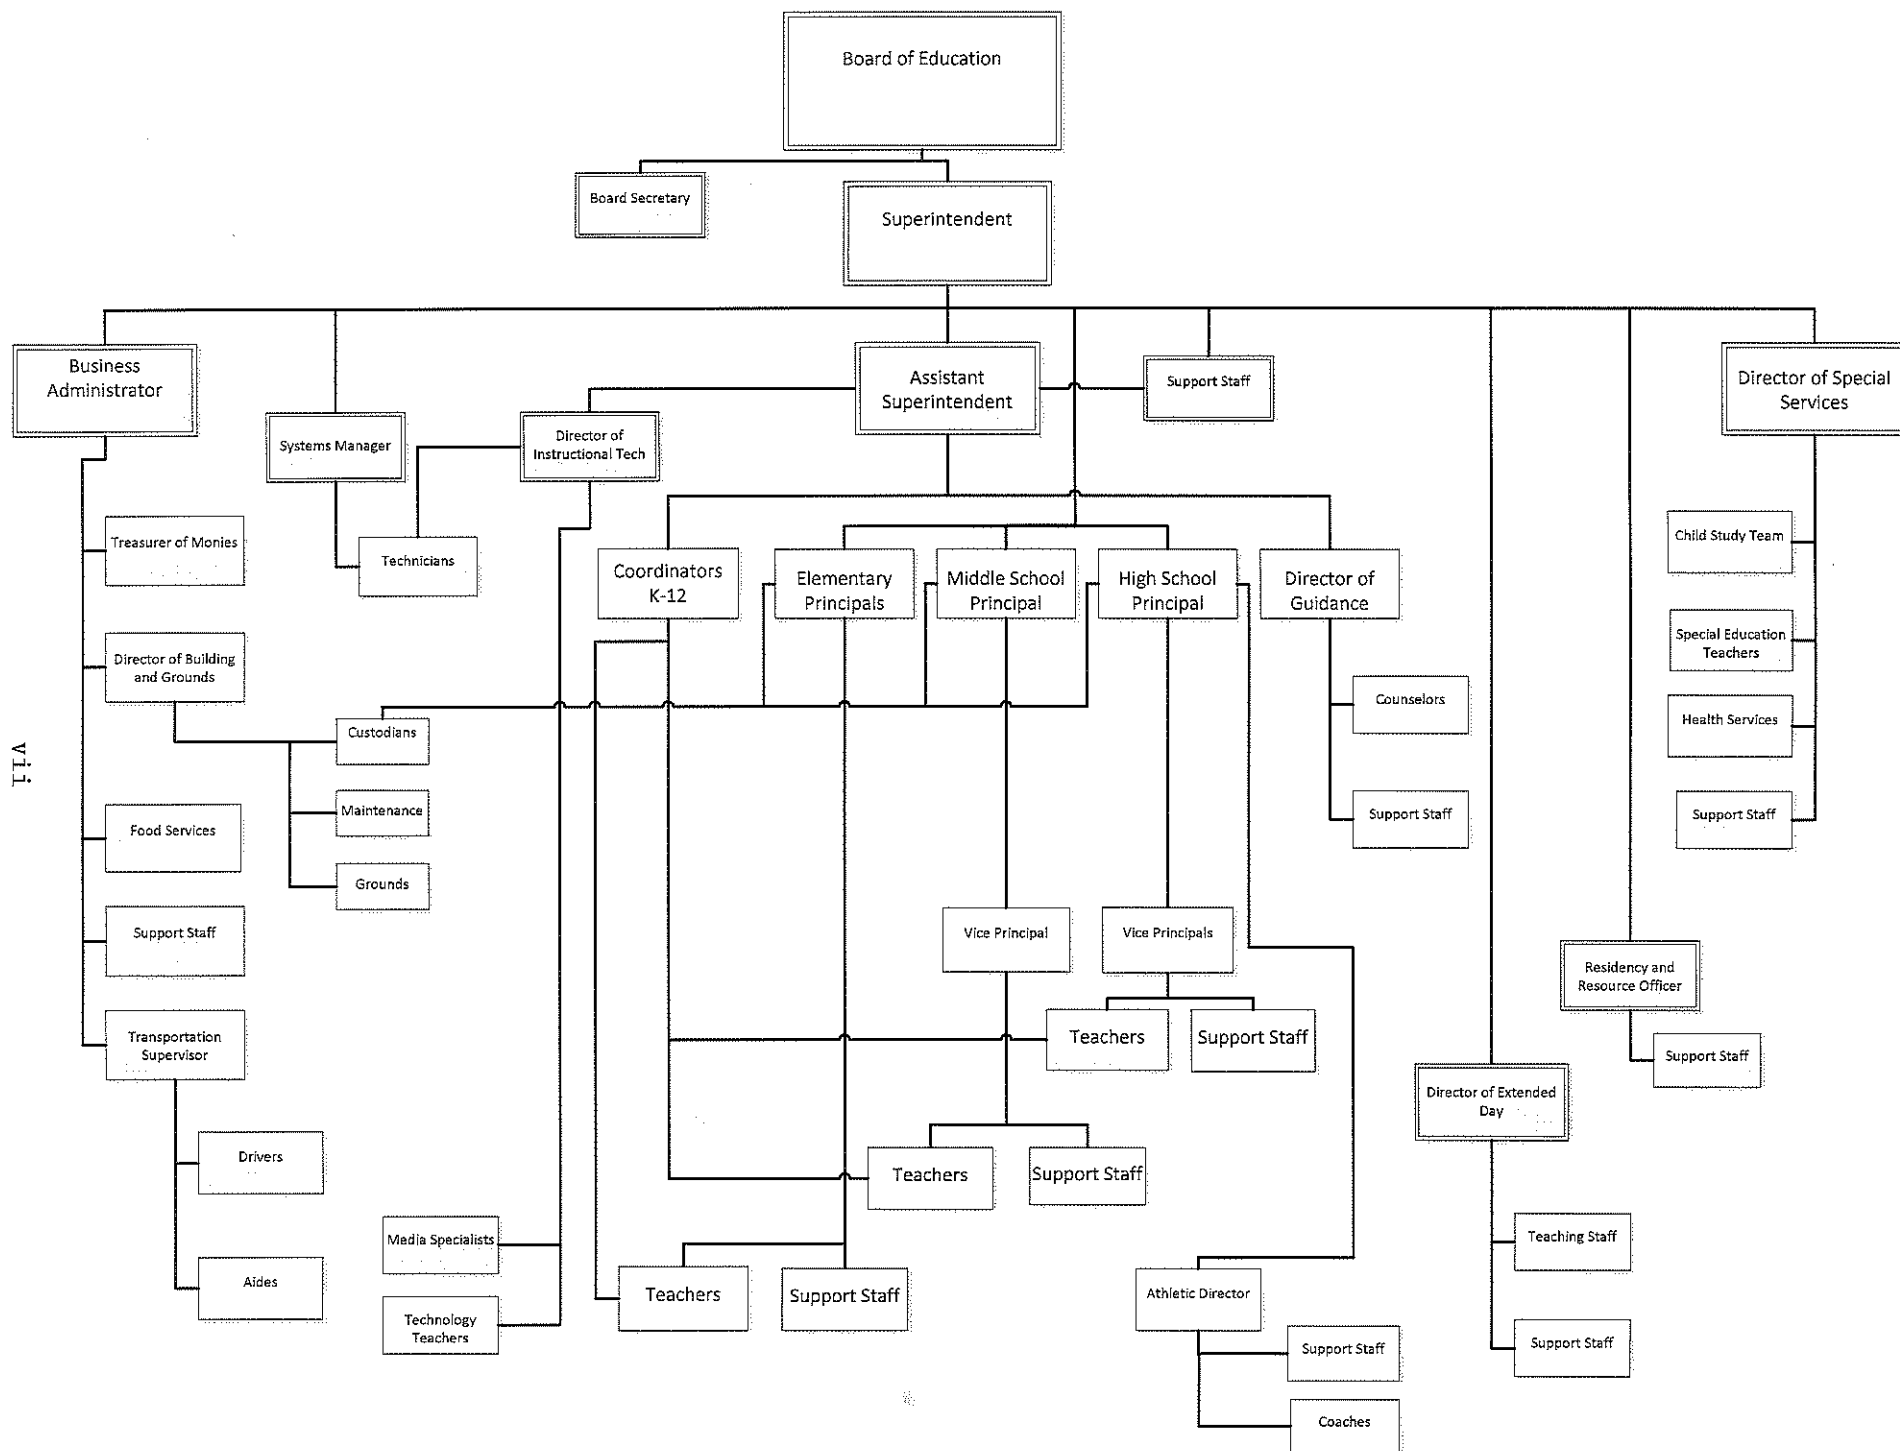 Board of Education
Board Secretary
Superintendent
Business
Administrator
Systems Manager
Director of
Instructional Tech
Assistant
Superintendent
Support Staff
Director of Special
Services
Treasurer of Monies
Technicians
Coordinators
K-12
Elementary
Principals
Middle School
Principal
High School
Principal
Director of
Guidance
Child Study Team
Special Education
Teachers
Health Services
Support Staff
Director of Building
and Grounds
Custodians
Maintenance
Grounds
Counselors
Support Staff
Food Services
Support Staff
Transportation
Supervisor
Drivers
Aides
Vice Principal
Vice Principals
Teachers
Support Staff
Teachers
Support Staff
Teachers
Support Staff
Media Specialists
Technology
Teachers
Athletic Director
Support Staff
Coaches
Residency and
Resource Officer
Support Staff
Director of Extended
Day
Teaching Staff
Support Staff
vii